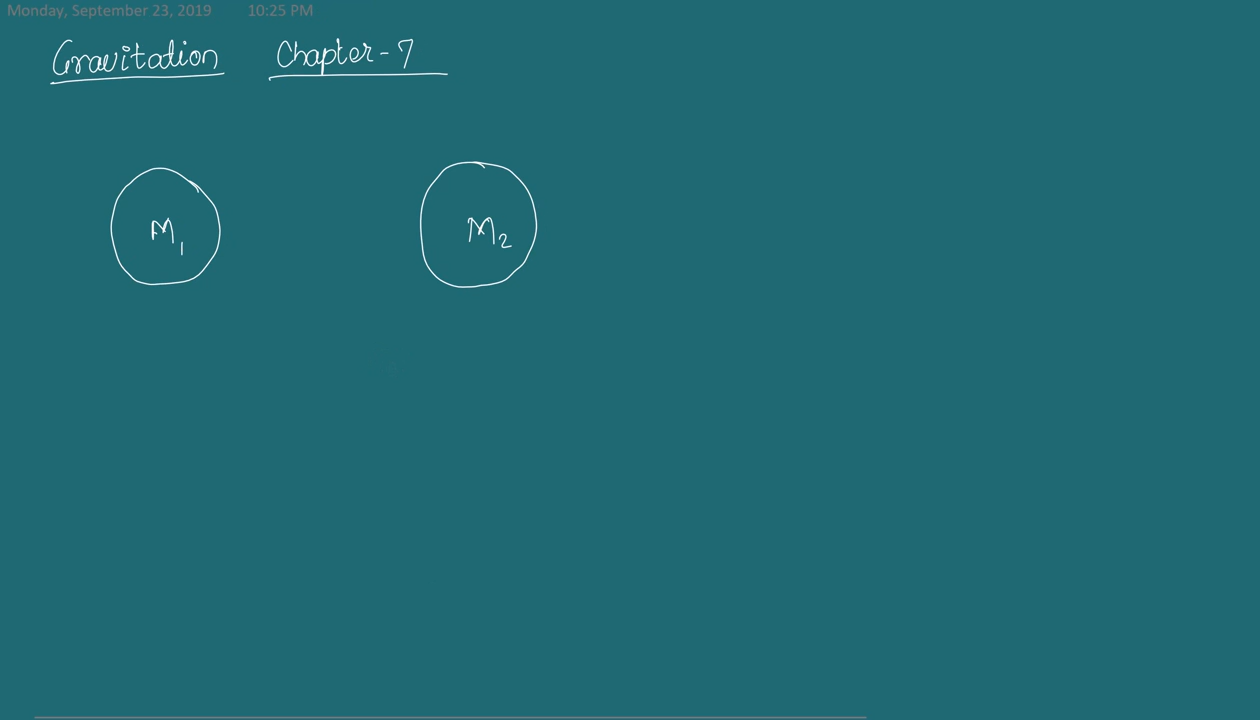 Monday, September 23, 2019 10:25 PM
Gravitation Chapter-7
M₁ M₂